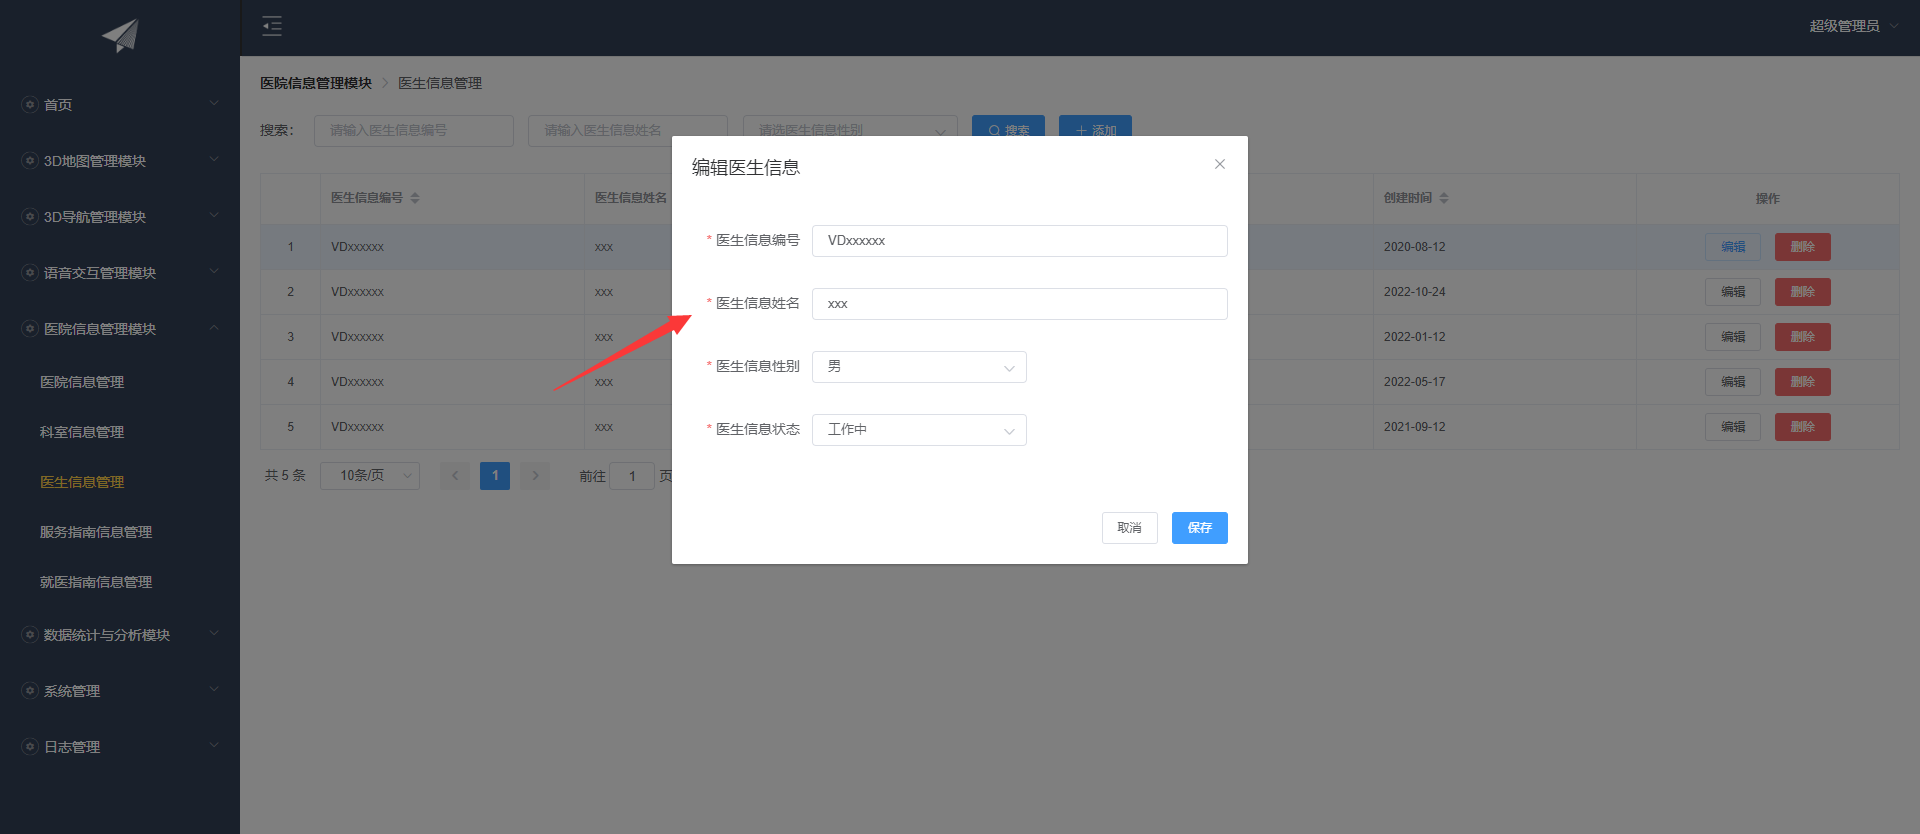 超级管理员
首页
3D地图管理模块
3D导航管理模块
语音交互管理模块
医院信息管理模块
医院信息管理
科室信息管理
医生信息管理
服务指南信息管理
就医指南信息管理
数据统计与分析模块
系统管理
日志管理
医院信息管理模块 医生信息管理
搜索： 请输入医生信息编号 请输入医生信息姓名 请选医生信息性别 搜索 添加
医生信息编号 医生信息姓名 创建时间 操作
1 VDxxxxxx xxx 2020-08-12 编辑 删除
2 VDxxxxxx xxx 2022-10-24 编辑 删除
3 VDxxxxxx xxx 2022-01-12 编辑 删除
4 VDxxxxxx xxx 2022-05-17 编辑 删除
5 VDxxxxxx xxx 2021-09-12 编辑 删除
共 5 条 10条/页 1 前往 1 页
编辑医生信息
* 医生信息编号 VDxxxxxx
* 医生信息姓名 xxx
* 医生信息性别 男
* 医生信息状态 工作中
取消 保存